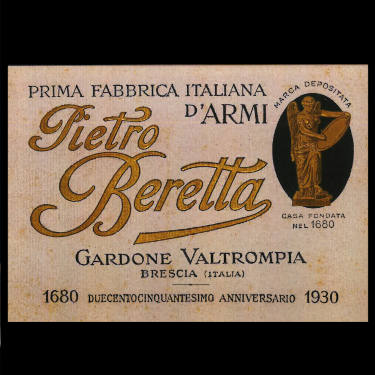 PRIMA FABBRICA ITALIANA
D'ARMI
Pietro
Beretta
MARCA DEPOSITATA
CASA FONDATA
NEL 1680
GARDONE VALTROMPIA
BRESCIA (ITALIA)
1680 DUECENTOCINQUANTESIMO ANNIVERSARIO 1930